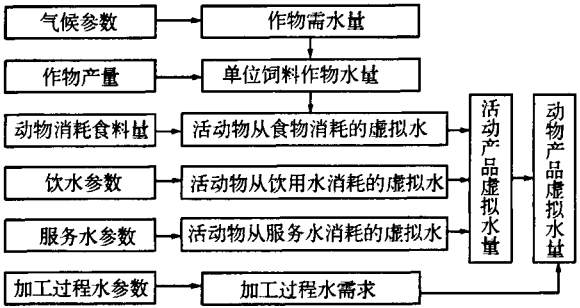 气候参数
作物需水量
作物产量
单位饲料作物水量
动物消耗食料量
活动物从食物消耗的虚拟水
饮水参数
活动物从饮用水消耗的虚拟水
服务水参数
活动物从服务水消耗的虚拟水
加工过程水参数
加工过程水需求
活动产品虚拟水量
动物产品虚拟水量